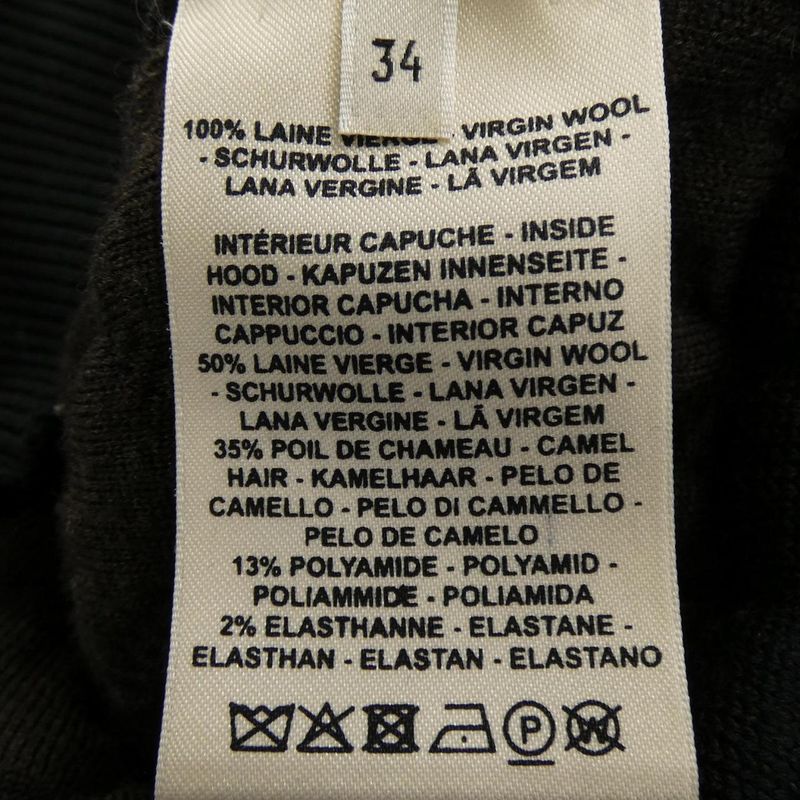 34
100% LAINE VIERGE - VIRGIN WOOL
- SCHURWOLLE - LANA VIRGEN -
LANA VERGINE - LÃ VIRGEM
INTÉRIEUR CAPUCHE - INSIDE
HOOD - KAPUZEN INNENSEITE -
INTERIOR CAPUCHA - INTERNO
CAPPUCCIO - INTERIOR CAPUZ
50% LAINE VIERGE - VIRGIN WOOL
- SCHURWOLLE - LANA VIRGEN -
LANA VERGINE - LÃ VIRGEM
35% POIL DE CHAMEAU - CAMEL
HAIR - KAMELHAAR - PELO DE
CAMELLO - PELO DI CAMMELLO -
PELO DE CAMELO
13% POLYAMIDE - POLYAMID -
POLIAMMIDE - POLIAMIDA
2% ELASTHANNE - ELASTANE -
ELASTHAN - ELASTAN - ELASTANO
P W